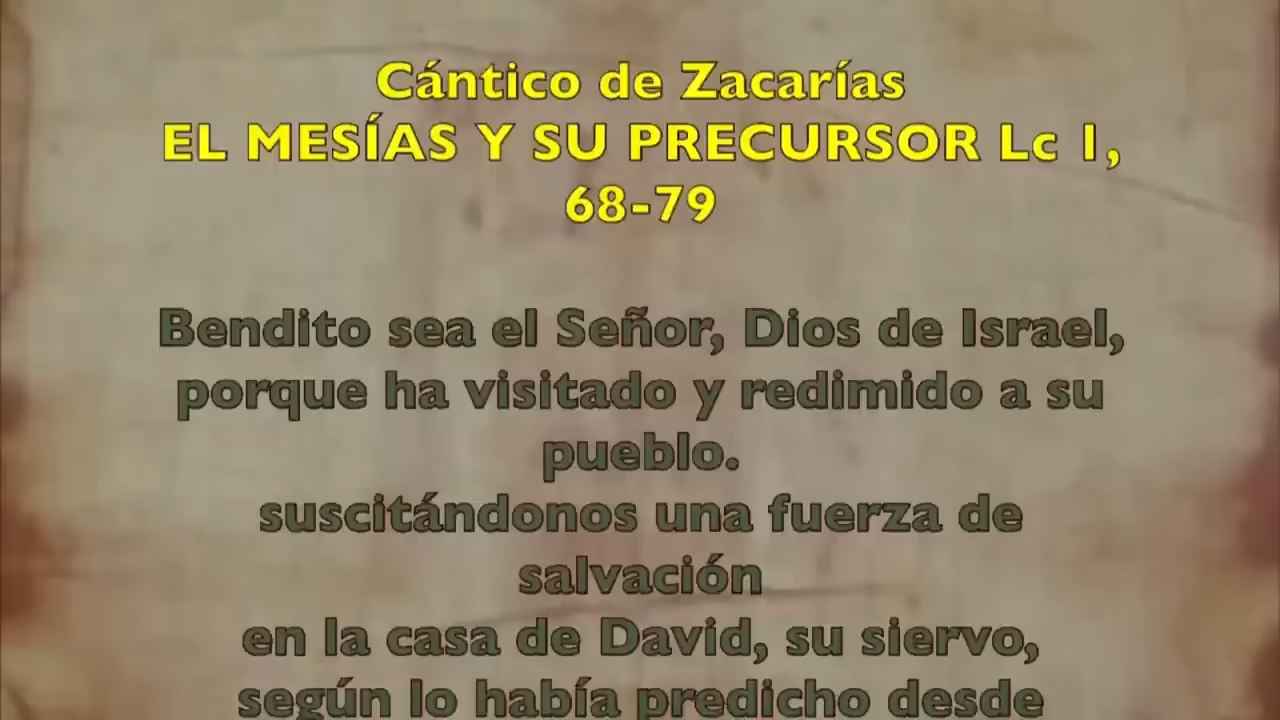 Cántico de Zacarías
EL MESÍAS Y SU PRECURSOR Lc 1,
68-79
Bendito sea el Señor, Dios de Israel,
porque ha visitado y redimido a su
pueblo.
suscitándonos una fuerza de
salvación
en la casa de David, su siervo,
según lo había predicho desde